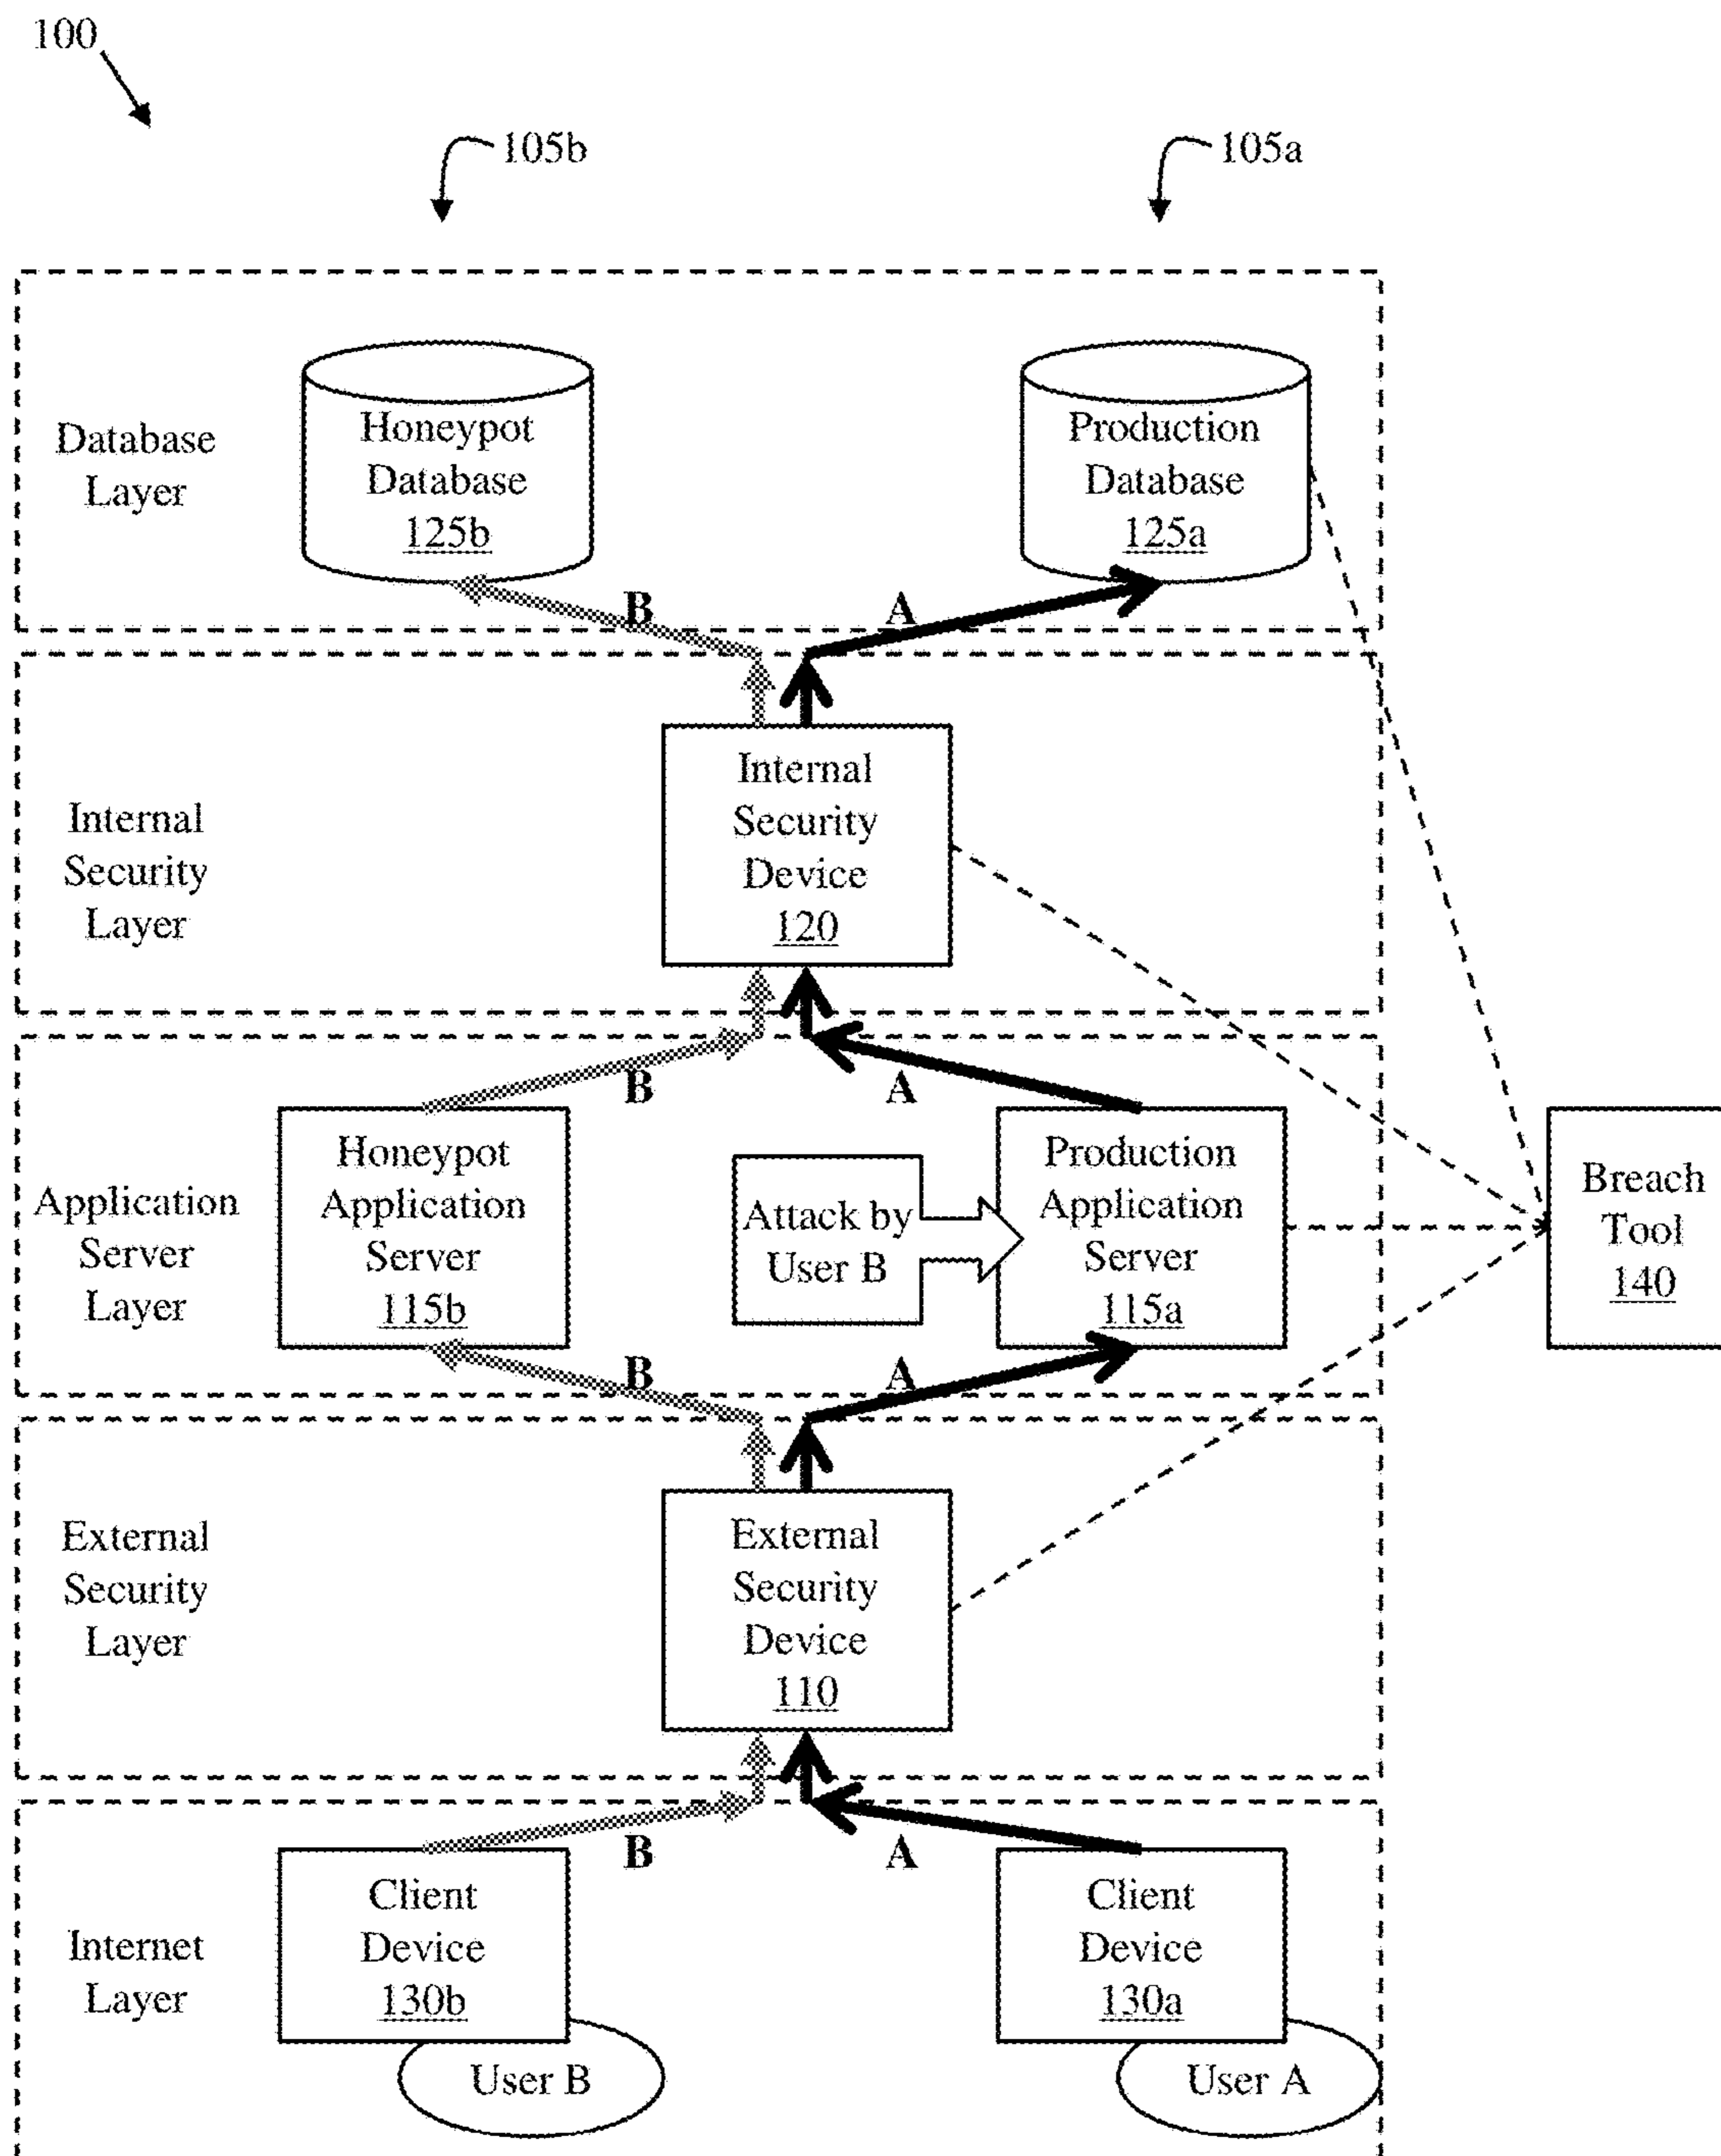 100
105b
105a
Database
Layer
Honeypot
Database
125b
Production
Database
125a
B
A
Internal
Security
Layer
Internal
Security
Device
120
B
A
Application
Server
Layer
Honeypot
Application
Server
115b
Attack by
User B
Production
Application
Server
115a
Breach
Tool
140
B
A
External
Security
Layer
External
Security
Device
110
B
A
Internet
Layer
Client
Device
130b
User B
Client
Device
130a
User A